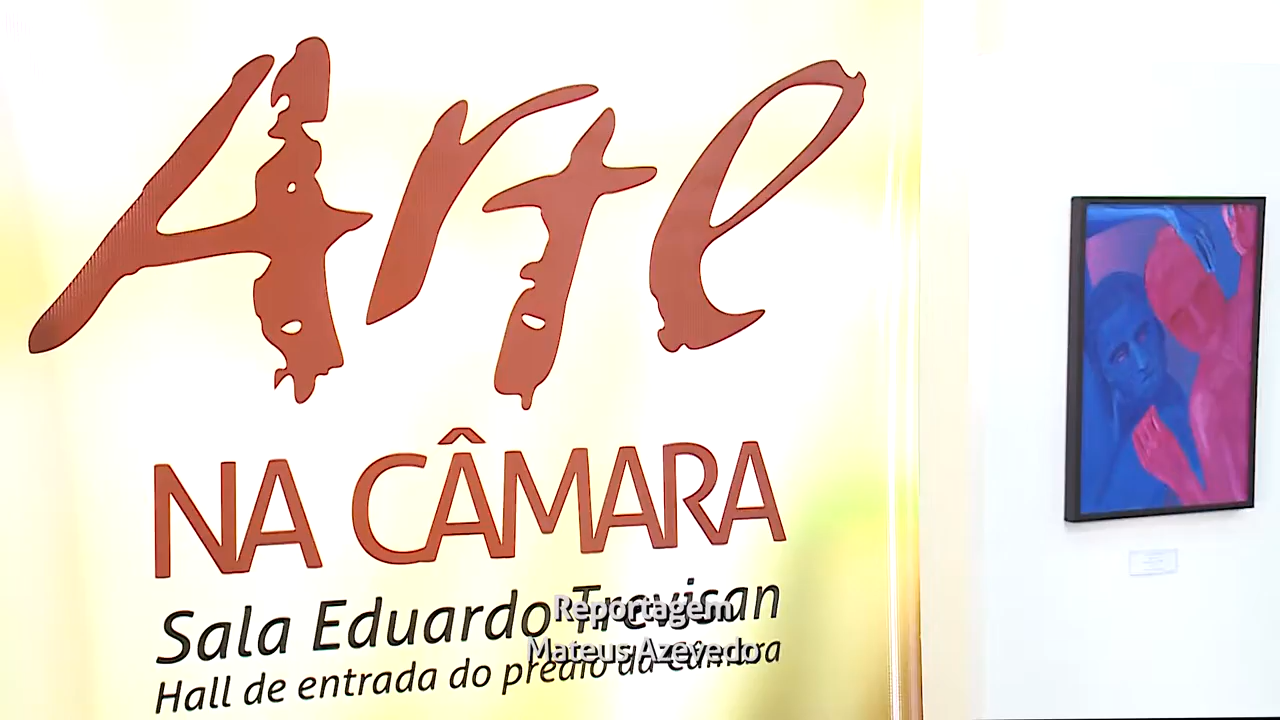 Arte
NA CÂMARA
Sala Eduardo Trevisan
Hall de entrada do prédio da Câmara
Reportagem
Mateus Azevedo